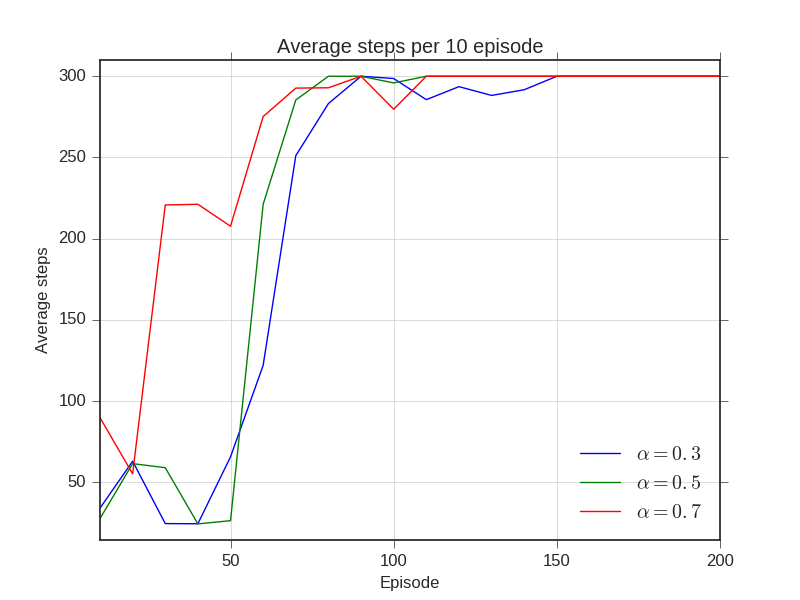 Average steps per 10 episode
300
250
200
150
100
50
Average steps
50
100
150
200
Episode
α = 0.3
α = 0.5
α = 0.7